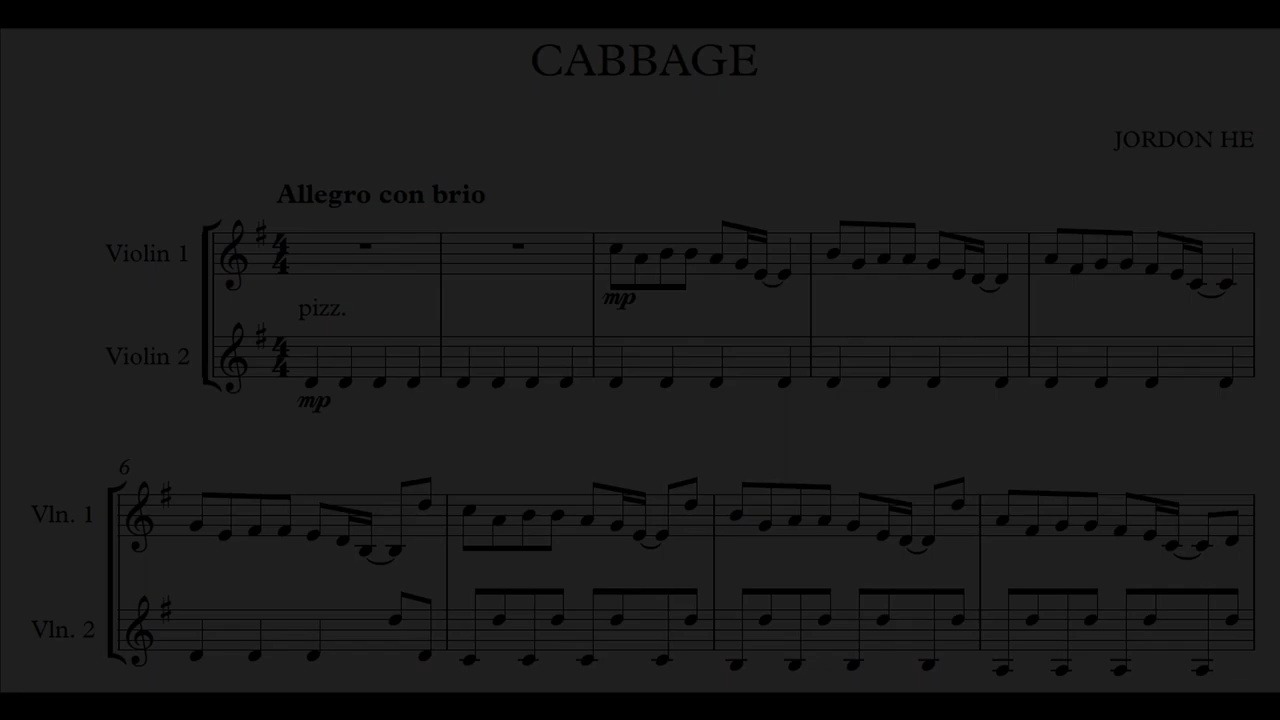 CABBAGE
JORDON HE
Allegro con brio
Violin 1
mp
pizz.
Violin 2
mp
6
Vln. 1
Vln. 2